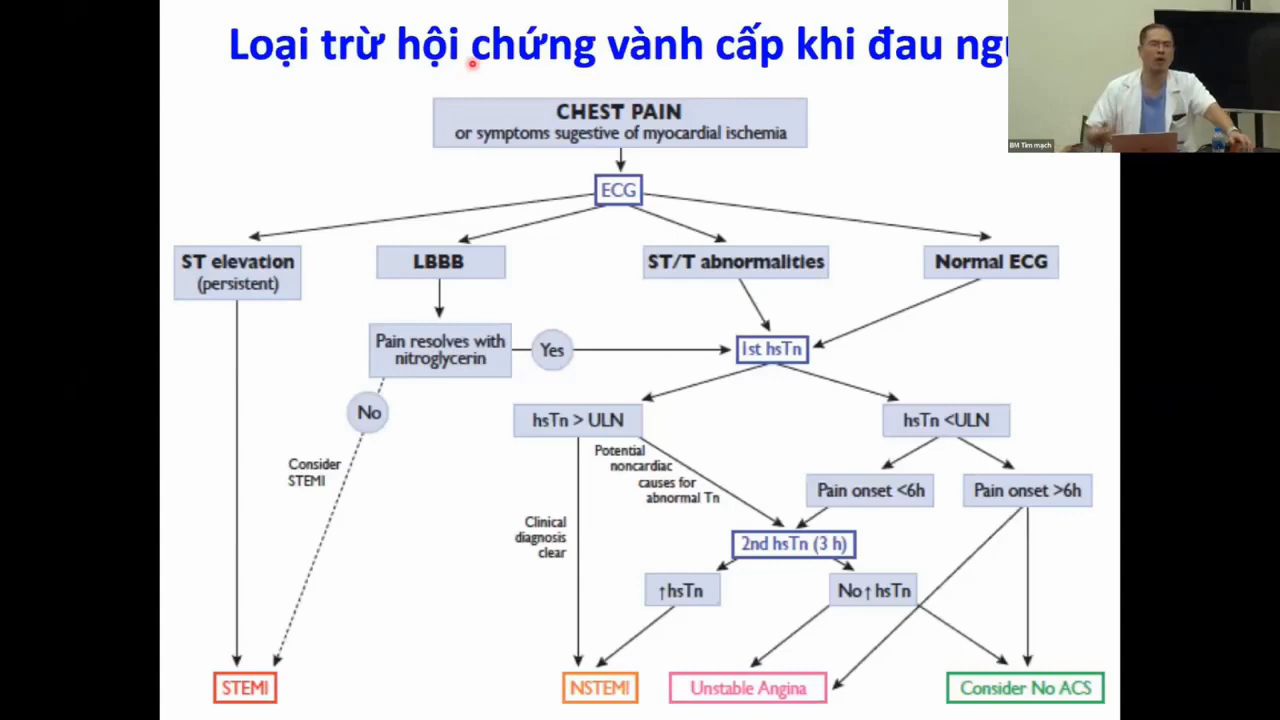 Loại trừ hội chứng vành cấp khi đau
BM Tim mạch
CHEST PAIN
or symptoms sugestive of myocardial ischemia
ECG
ST elevation
(persistent)
LBBB
ST/T abnormalities
Normal ECG
Pain resolves with
nitroglycerin
Yes
1st hsTn
No
hsTn > ULN
hsTn <ULN
Consider
STEMI
Potential
noncardiac
causes for
abnormal Tn
Pain onset <6h
Pain onset >6h
Clinical
diagnosis
clear
2nd hsTn (3 h)
↑hsTn
No↑hsTn
STEMI
NSTEMI
Unstable Angina
Consider No ACS